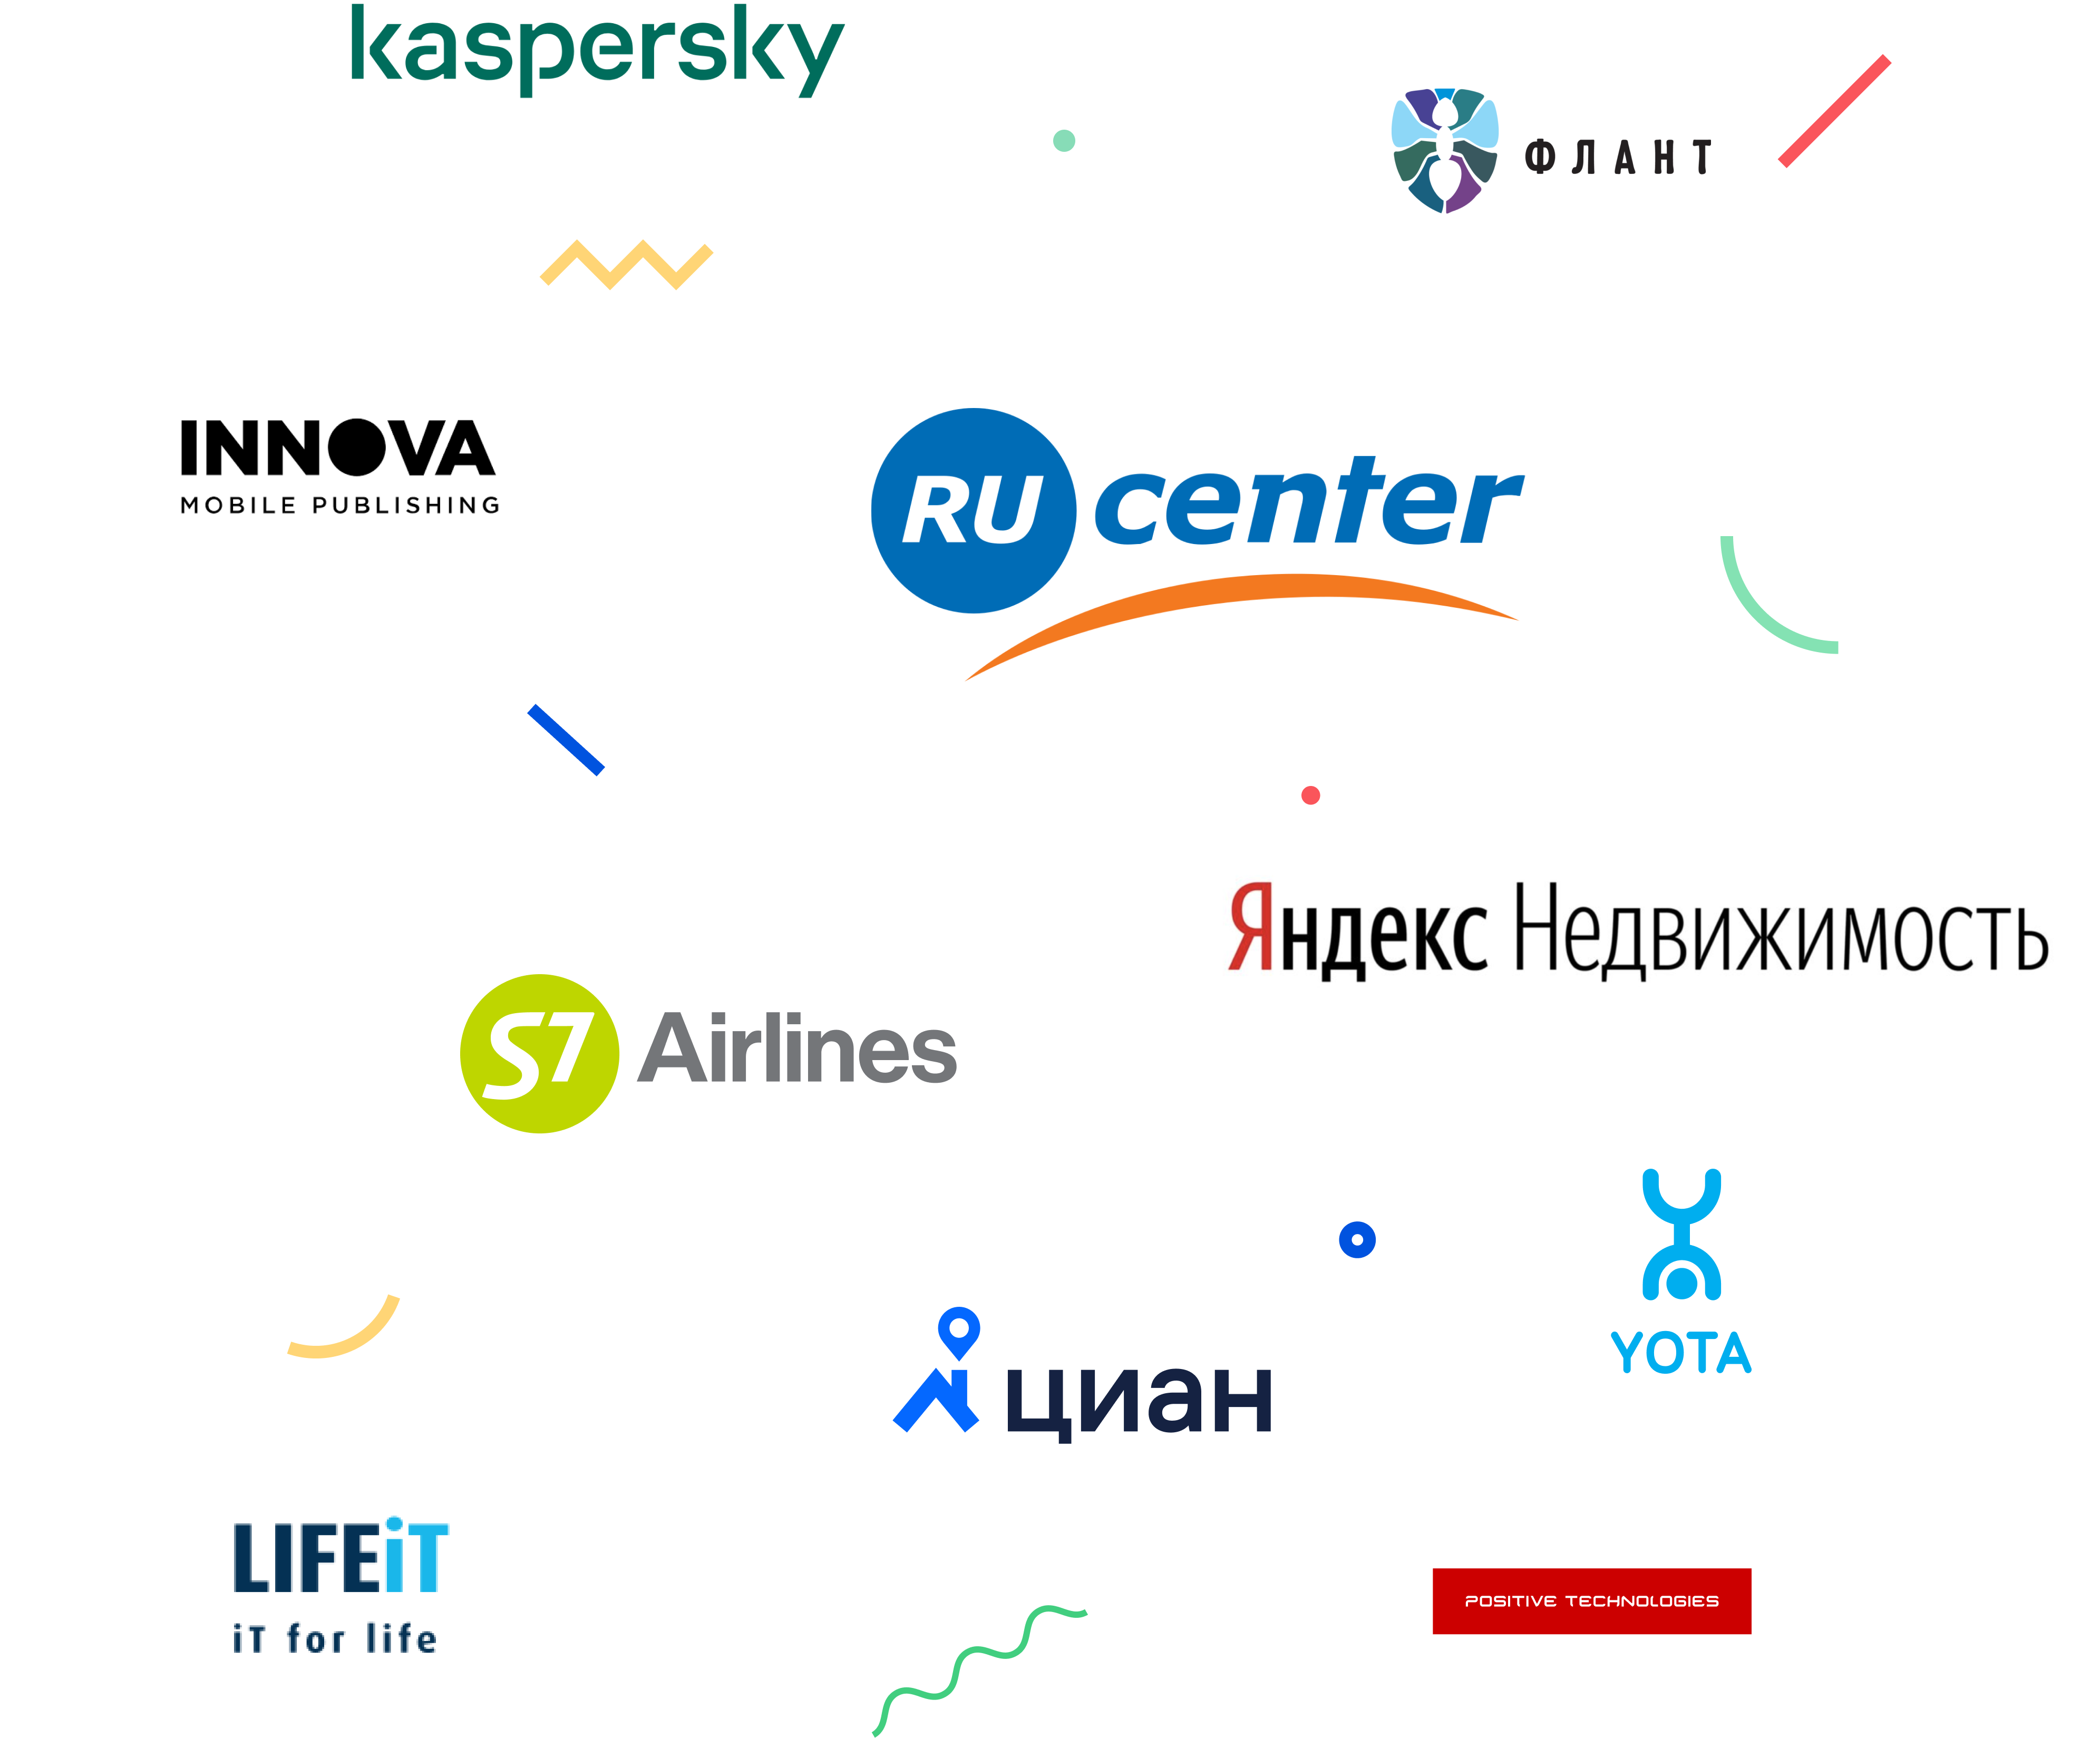 kaspersky
ФЛАНТ
INNOVA
MOBILE PUBLISHING
RU center
Яндекс Недвижимость
S7 Airlines
YOTA
циан
LIFEiT
iT for life
POSITIVE TECHNOLOGIES